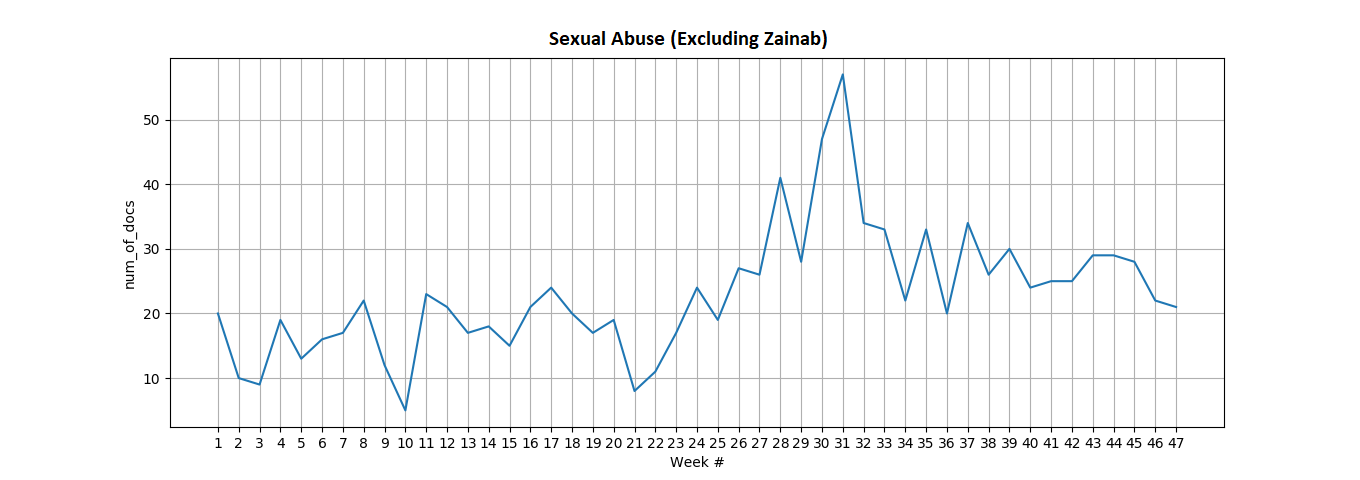 Sexual Abuse (Excluding Zainab)
50
40
30
20
10
num_of_docs
1 2 3 4 5 6 7 8 9 10 11 12 13 14 15 16 17 18 19 20 21 22 23 24 25 26 27 28 29 30 31 32 33 34 35 36 37 38 39 40 41 42 43 44 45 46 47
Week #